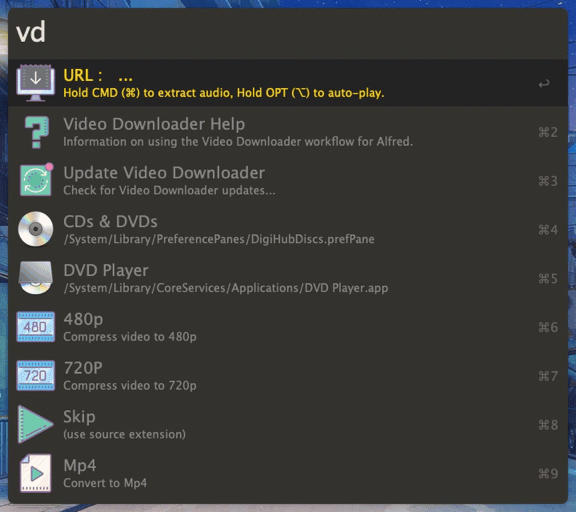 vd
URL :   ...
Hold CMD (⌘) to extract audio, Hold OPT (⌥) to auto-play.
↩
Video Downloader Help
Information on using the Video Downloader workflow for Alfred.
⌘2
Update Video Downloader
Check for Video Downloader updates...
⌘3
CDs & DVDs
/System/Library/PreferencePanes/DigiHubDiscs.prefPane
⌘4
DVD Player
/System/Library/CoreServices/Applications/DVD Player.app
⌘5
480
480p
Compress video to 480p
⌘6
720
720P
Compress video to 720p
⌘7
Skip
(use source extension)
⌘8
Mp4
Convert to Mp4
⌘9